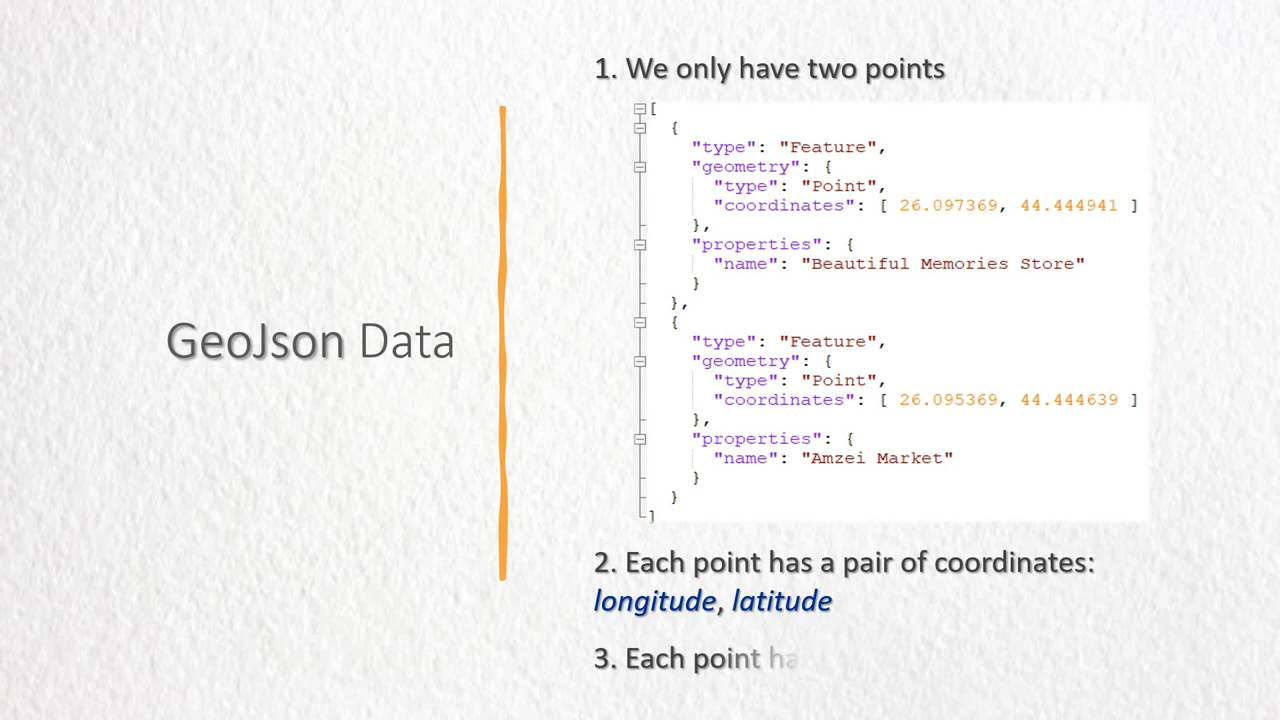 GeoJson Data
1. We only have two points
[
{
"type": "Feature",
"geometry": {
"type": "Point",
"coordinates": [ 26.097369, 44.444941 ]
},
"properties": {
"name": "Beautiful Memories Store"
}
},
{
"type": "Feature",
"geometry": {
"type": "Point",
"coordinates": [ 26.095369, 44.444639 ]
},
"properties": {
"name": "Amzei Market"
}
}
]
2. Each point has a pair of coordinates:
longitude, latitude
3. Each point ha